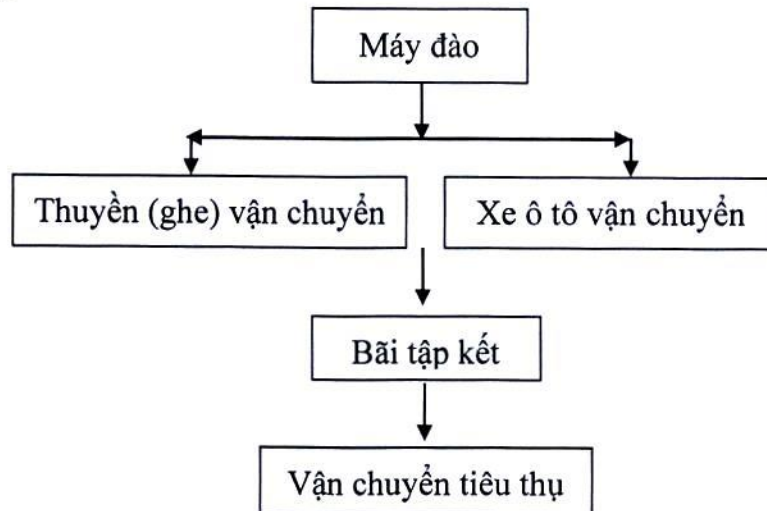 Máy đào
Thuyền (ghe) vận chuyển
Xe ô tô vận chuyển
Bãi tập kết
Vận chuyển tiêu thụ